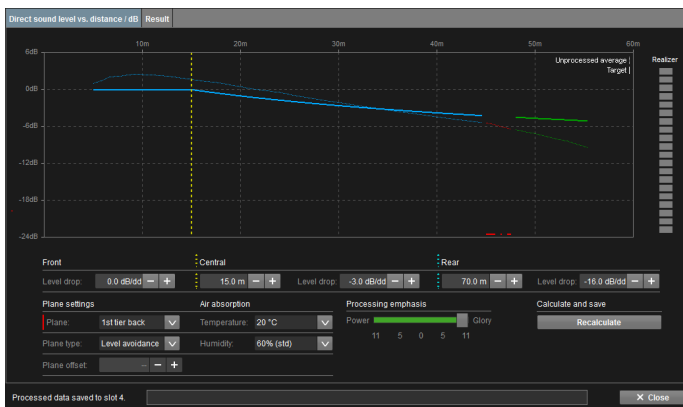 Direct sound level vs. distance / dB Result
10m 20m 30m 40m 50m 60m
6dB
Unprocessed average Realizer
Target
0dB
-6dB
-12dB
-18dB
-24dB
Front Central Rear
Level drop: 0.0 dB/dd − + 15.0 m − + Level drop: -3.0 dB/dd − + 70.0 m − + Level drop: -16.0 dB/dd − +
Plane settings Air absorption Processing emphasis Calculate and save
Plane: 1st tier back Temperature: 20 °C Power Glory Recalculate
11 5 0 5 11
Plane type: Level avoidance Humidity: 60% (std)
Plane offset: – − +
Processed data saved to slot 4. × Close